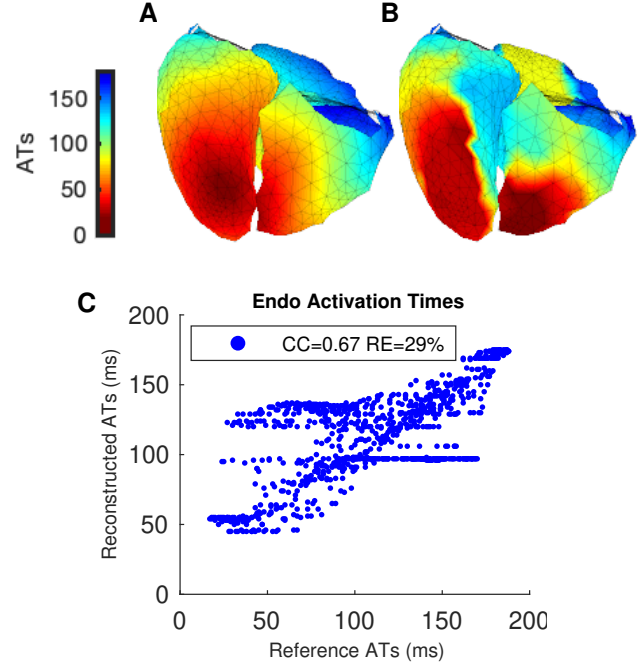 A
B
150
100
50
0
ATs
C
Endo Activation Times
CC=0.67 RE=29%
200
150
100
50
0
Reconstructed ATs (ms)
0
50
100
150
200
Reference ATs (ms)